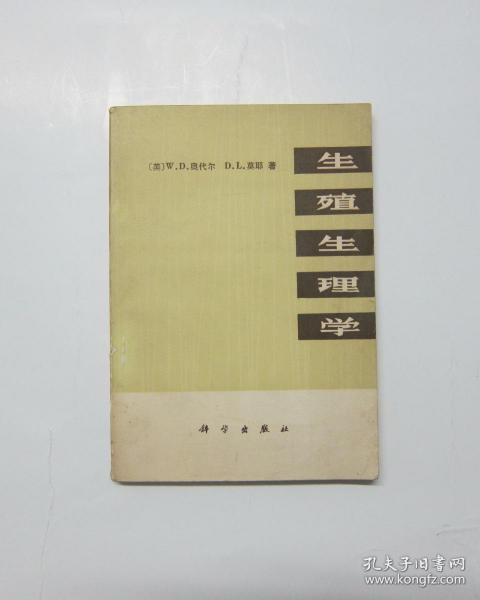 〔美〕W.D.奥代尔 D.L.莫耶 著
生殖生理学
科学出版社
孔夫子旧书网
www.kongfz.com